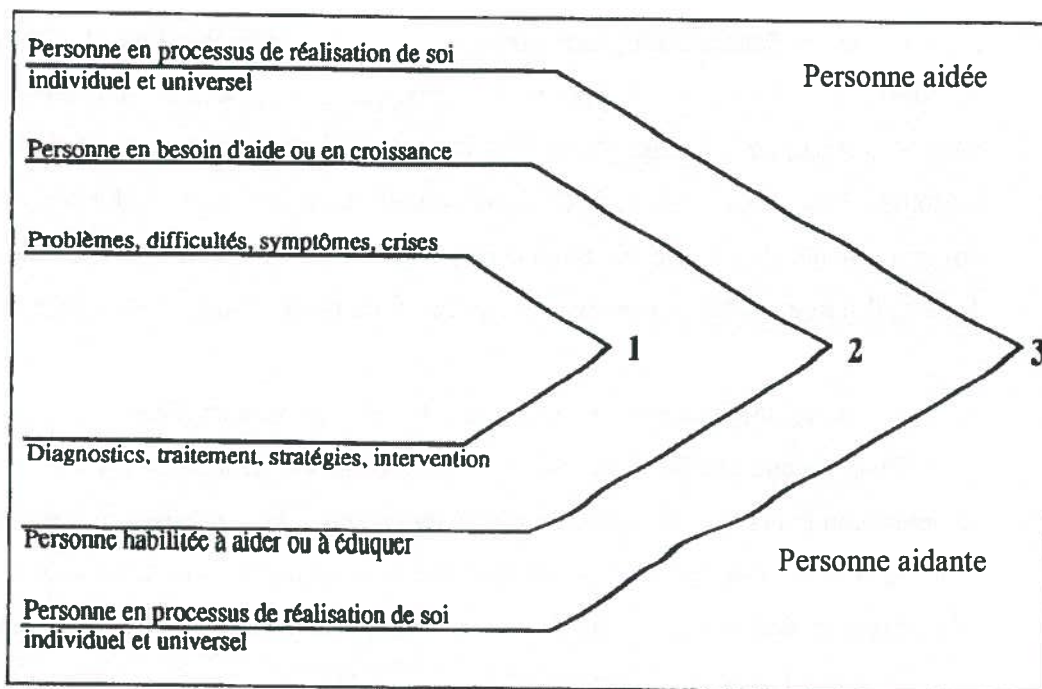 Personne en processus de réalisation de soi
individuel et universel
Personne aidée
Personne en besoin d'aide ou en croissance
Problèmes, difficultés, symptômes, crises
1
2
3
Diagnostics, traitement, stratégies, intervention
Personne habilitée à aider ou à éduquer
Personne aidante
Personne en processus de réalisation de soi
individuel et universel